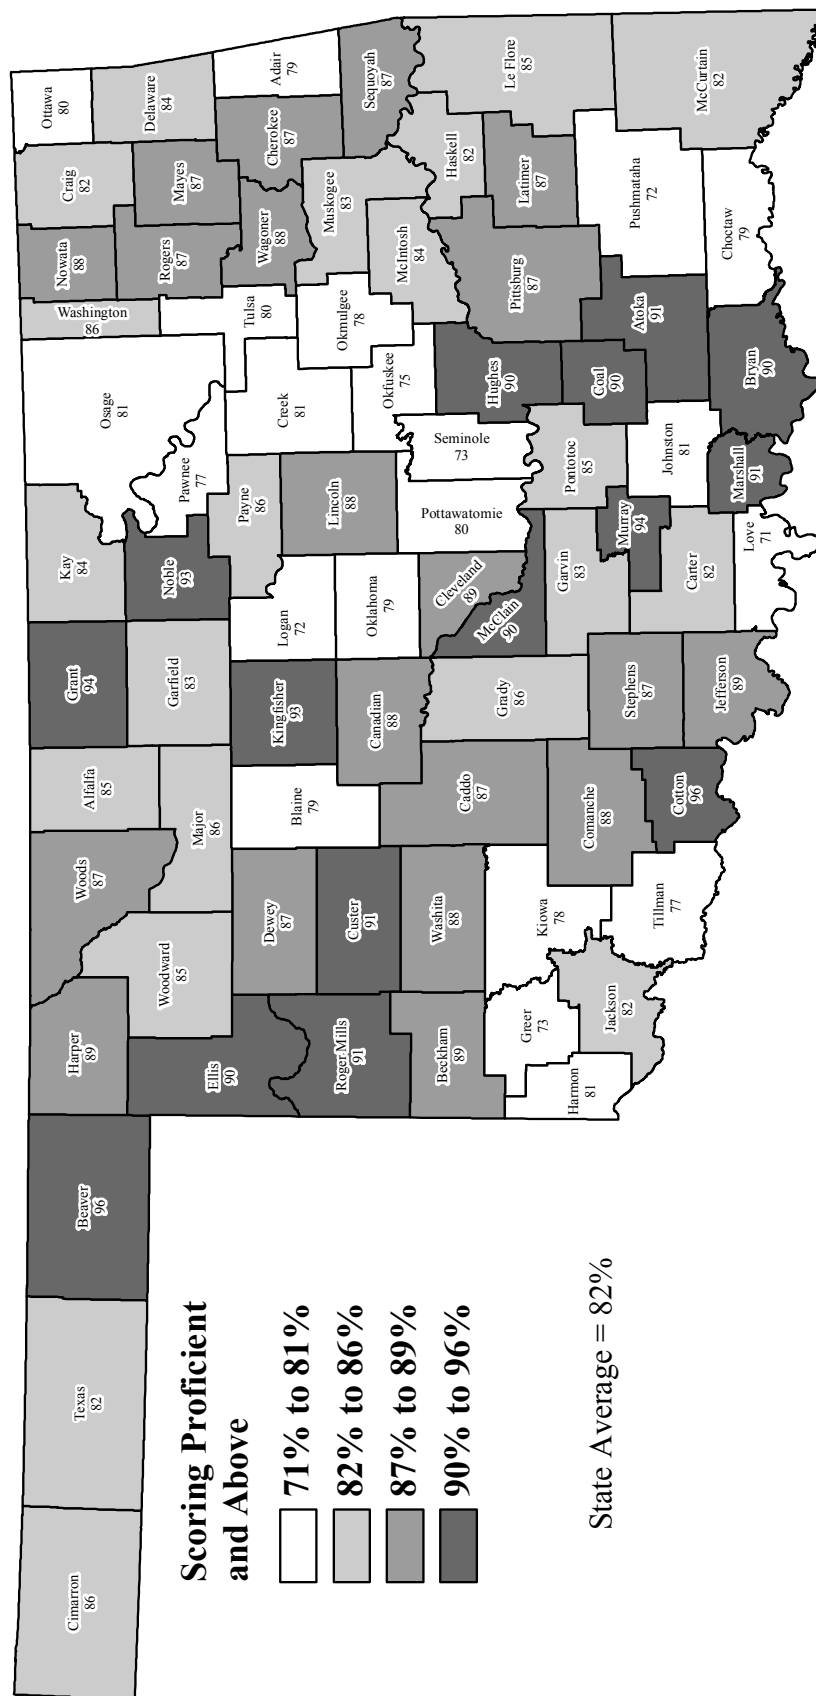 Cimarron
86
Texas
82
Beaver
96
Harper
89
Woods
87
Alfalfa
85
Grant
94
Kay
84
Osage
81
Washington
86
Nowata
88
Craig
82
Ottawa
80
Ellis
90
Woodward
85
Major
86
Garfield
83
Noble
93
Pawnee
77
Rogers
87
Mayes
87
Delaware
84
Roger Mills
91
Dewey
87
Custer
91
Blaine
79
Kingfisher
93
Logan
72
Payne
86
Creek
81
Tulsa
80
Wagoner
88
Cherokee
87
Adair
79
Beckham
89
Washita
88
Caddo
87
Canadian
88
Oklahoma
79
Lincoln
88
Okfuskee
75
Okmulgee
78
Muskogee
83
McIntosh
84
Sequoyah
87
Harmon
81
Greer
73
Kiowa
78
Jackson
82
Tillman
77
Comanche
88
Cotton
96
Grady
86
Stephens
87
Jefferson
89
Cleveland
89
McClain
90
Garvin
83
Murray
94
Carter
82
Love
71
Pottawatomie
80
Seminole
73
Pontotoc
85
Johnston
81
Marshall
91
Hughes
90
Coal
90
Atoka
91
Bryan
90
Pittsburg
87
Haskell
82
Latimer
87
Le Flore
85
Pushmataha
72
Choctaw
79
McCurtain
82
Scoring Proficient
and Above
71% to 81%
82% to 86%
87% to 89%
90% to 96%
State Average = 82%